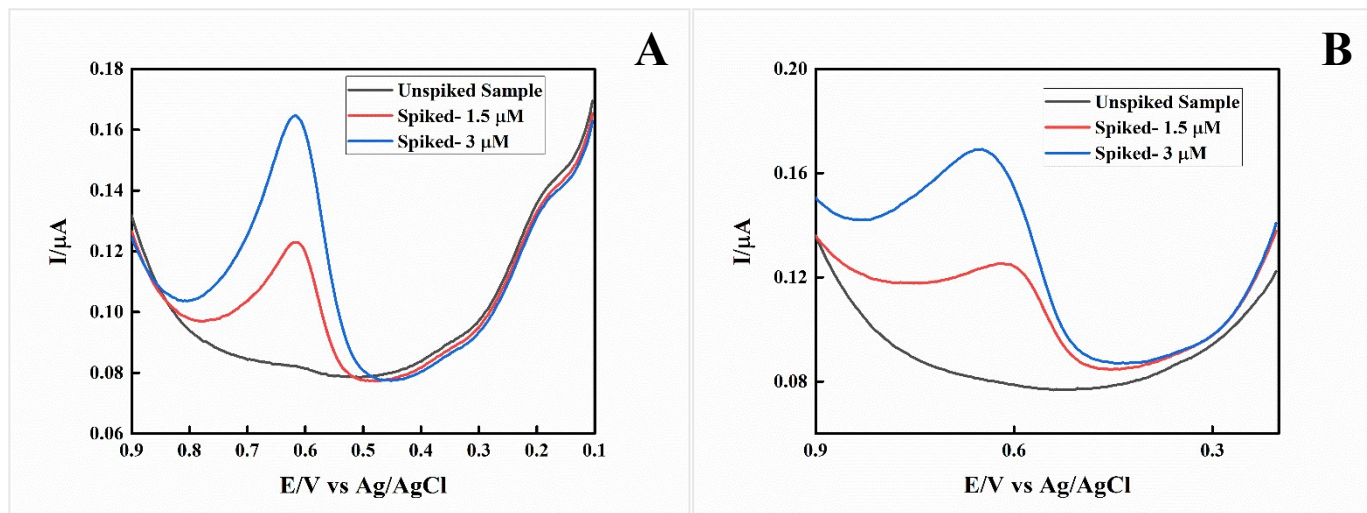 A
0.18
0.16
0.14
0.12
0.10
0.08
0.06
I/μA
Unspiked Sample
Spiked- 1.5 μM
Spiked- 3 μM
0.9 0.8 0.7 0.6 0.5 0.4 0.3 0.2 0.1
E/V vs Ag/AgCl
B
0.20
0.16
0.12
0.08
I/μA
Unspiked Sample
Spiked- 1.5 μM
Spiked- 3 μM
0.9 0.6 0.3
E/V vs Ag/AgCl